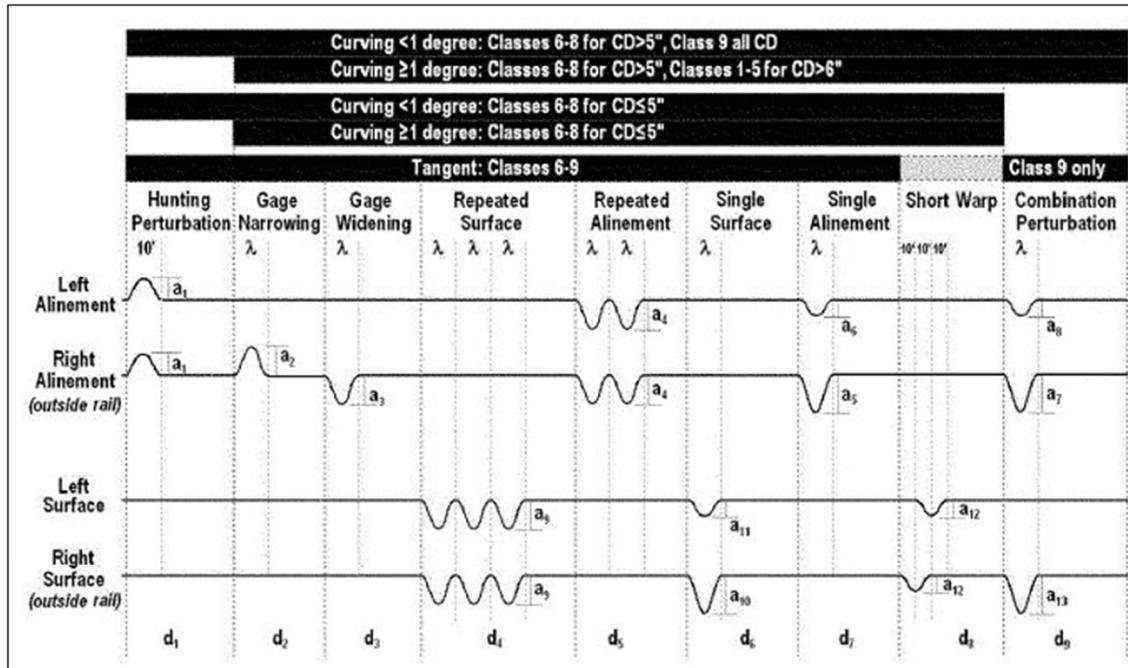 Curving <1 degree: Classes 6-8 for CD>5", Class 9 all CD
Curving ≥1 degree: Classes 6-8 for CD>5", Classes 1-5 for CD>6"
Curving <1 degree: Classes 6-8 for CD≤5"
Curving ≥1 degree: Classes 6-8 for CD≤5"
Tangent: Classes 6-9 Class 9 only
Hunting Gage Gage Repeated Repeated Single Single Short Warp Combination
Perturbation Narrowing Widening Surface Alinement Surface Alinement Perturbation
10' λ λ λ λ λ λ λ λ λ 10' 10' 10' λ
Left
Alinement
a₁ a₄ a₆ a₈
Right
Alinement
(outside rail)
a₁ a₂ a₃ a₄ a₅ a₇
Left
Surface
a₉ a₁₁ a₁₂
Right
Surface
(outside rail)
a₉ a₁₀ a₁₂ a₁₃
d₁ d₂ d₃ d₄ d₅ d₆ d₇ d₈ d₉